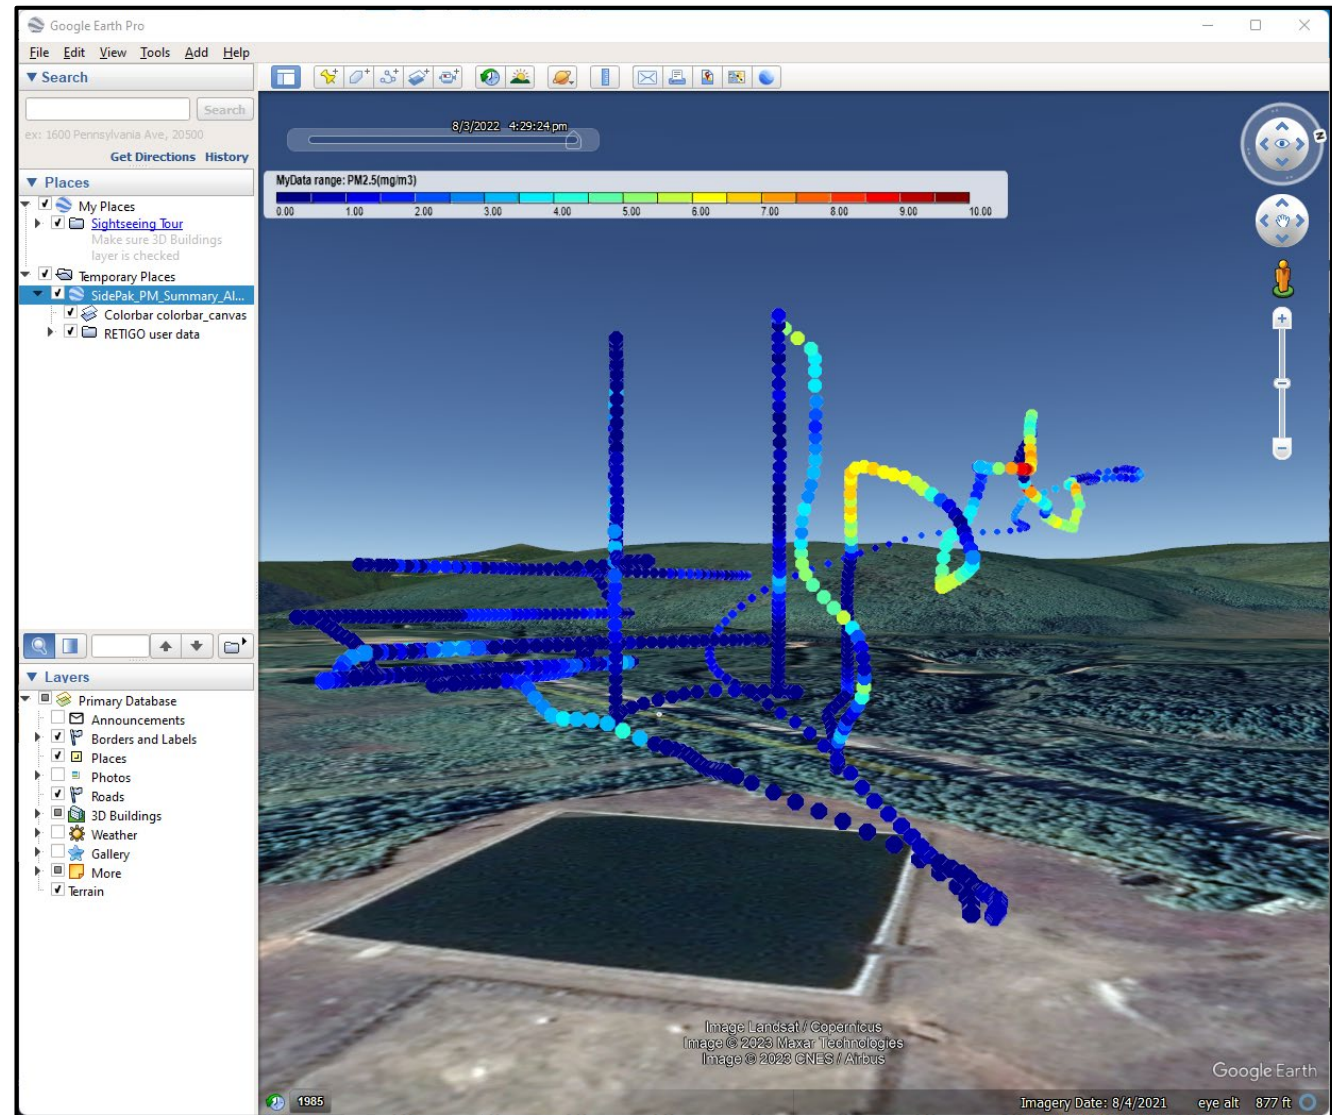 Google Earth Pro
File Edit View Tools Add Help
Search
Search
ex: 1600 Pennsylvania Ave, 20500
Get Directions History
Places
My Places
Sightseeing Tour
Make sure 3D Buildings
layer is checked
Temporary Places
SidePak_PM_Summary_Al...
Colorbar colorbar_canvas
RETIGO user data
Layers
Primary Database
Announcements
Borders and Labels
Places
Photos
Roads
3D Buildings
Weather
Gallery
More
Terrain
8/3/2022 4:29:24 pm
MyData range: PM2.5(mg/m3)
0.00 1.00 2.00 3.00 4.00 5.00 6.00 7.00 8.00 9.00 10.00
N
Image Landsat / Copernicus
Image © 2023 Maxar Technologies
Image © 2023 CNES / Airbus
Google Earth
1985
Imagery Date: 8/4/2021 eye alt 877 ft